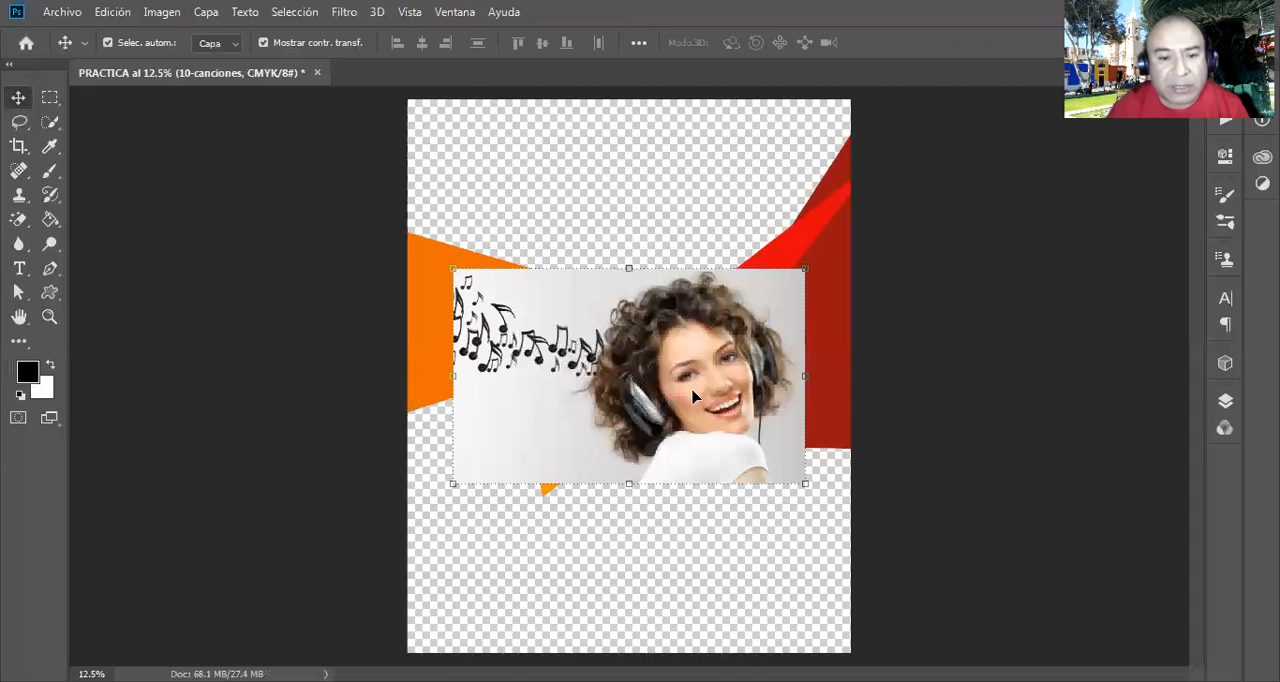 Ps Archivo Edición Imagen Capa Texto Selección Filtro 3D Vista Ventana Ayuda
Selec. autom.: Capa Mostrar contr. transf. Modo 3D:
PRACTICA al 12.5% (10-canciones, CMYK/8#) * ×
12.5% Doc: 68.1 MB/27.4 MB